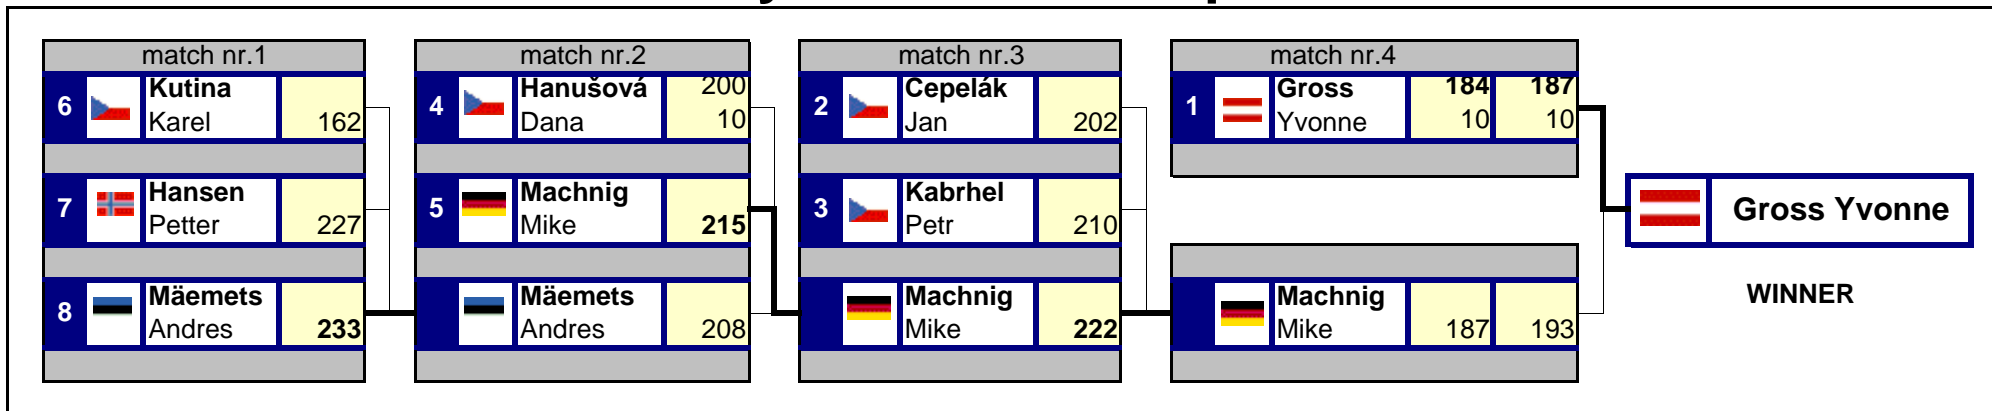 match nr.1
6 Kutina
Karel 162
7 Hansen
Petter 227
8 Mäemets
Andres 233
match nr.2
4 Hanušová 200
Dana 10
5 Machnig
Mike 215
Mäemets
Andres 208
match nr.3
2 Cepelák
Jan 202
3 Kabrhel
Petr 210
Machnig
Mike 222
match nr.4
1 Gross 184 187
Yvonne 10 10
Machnig
Mike 187 193
Gross Yvonne
WINNER